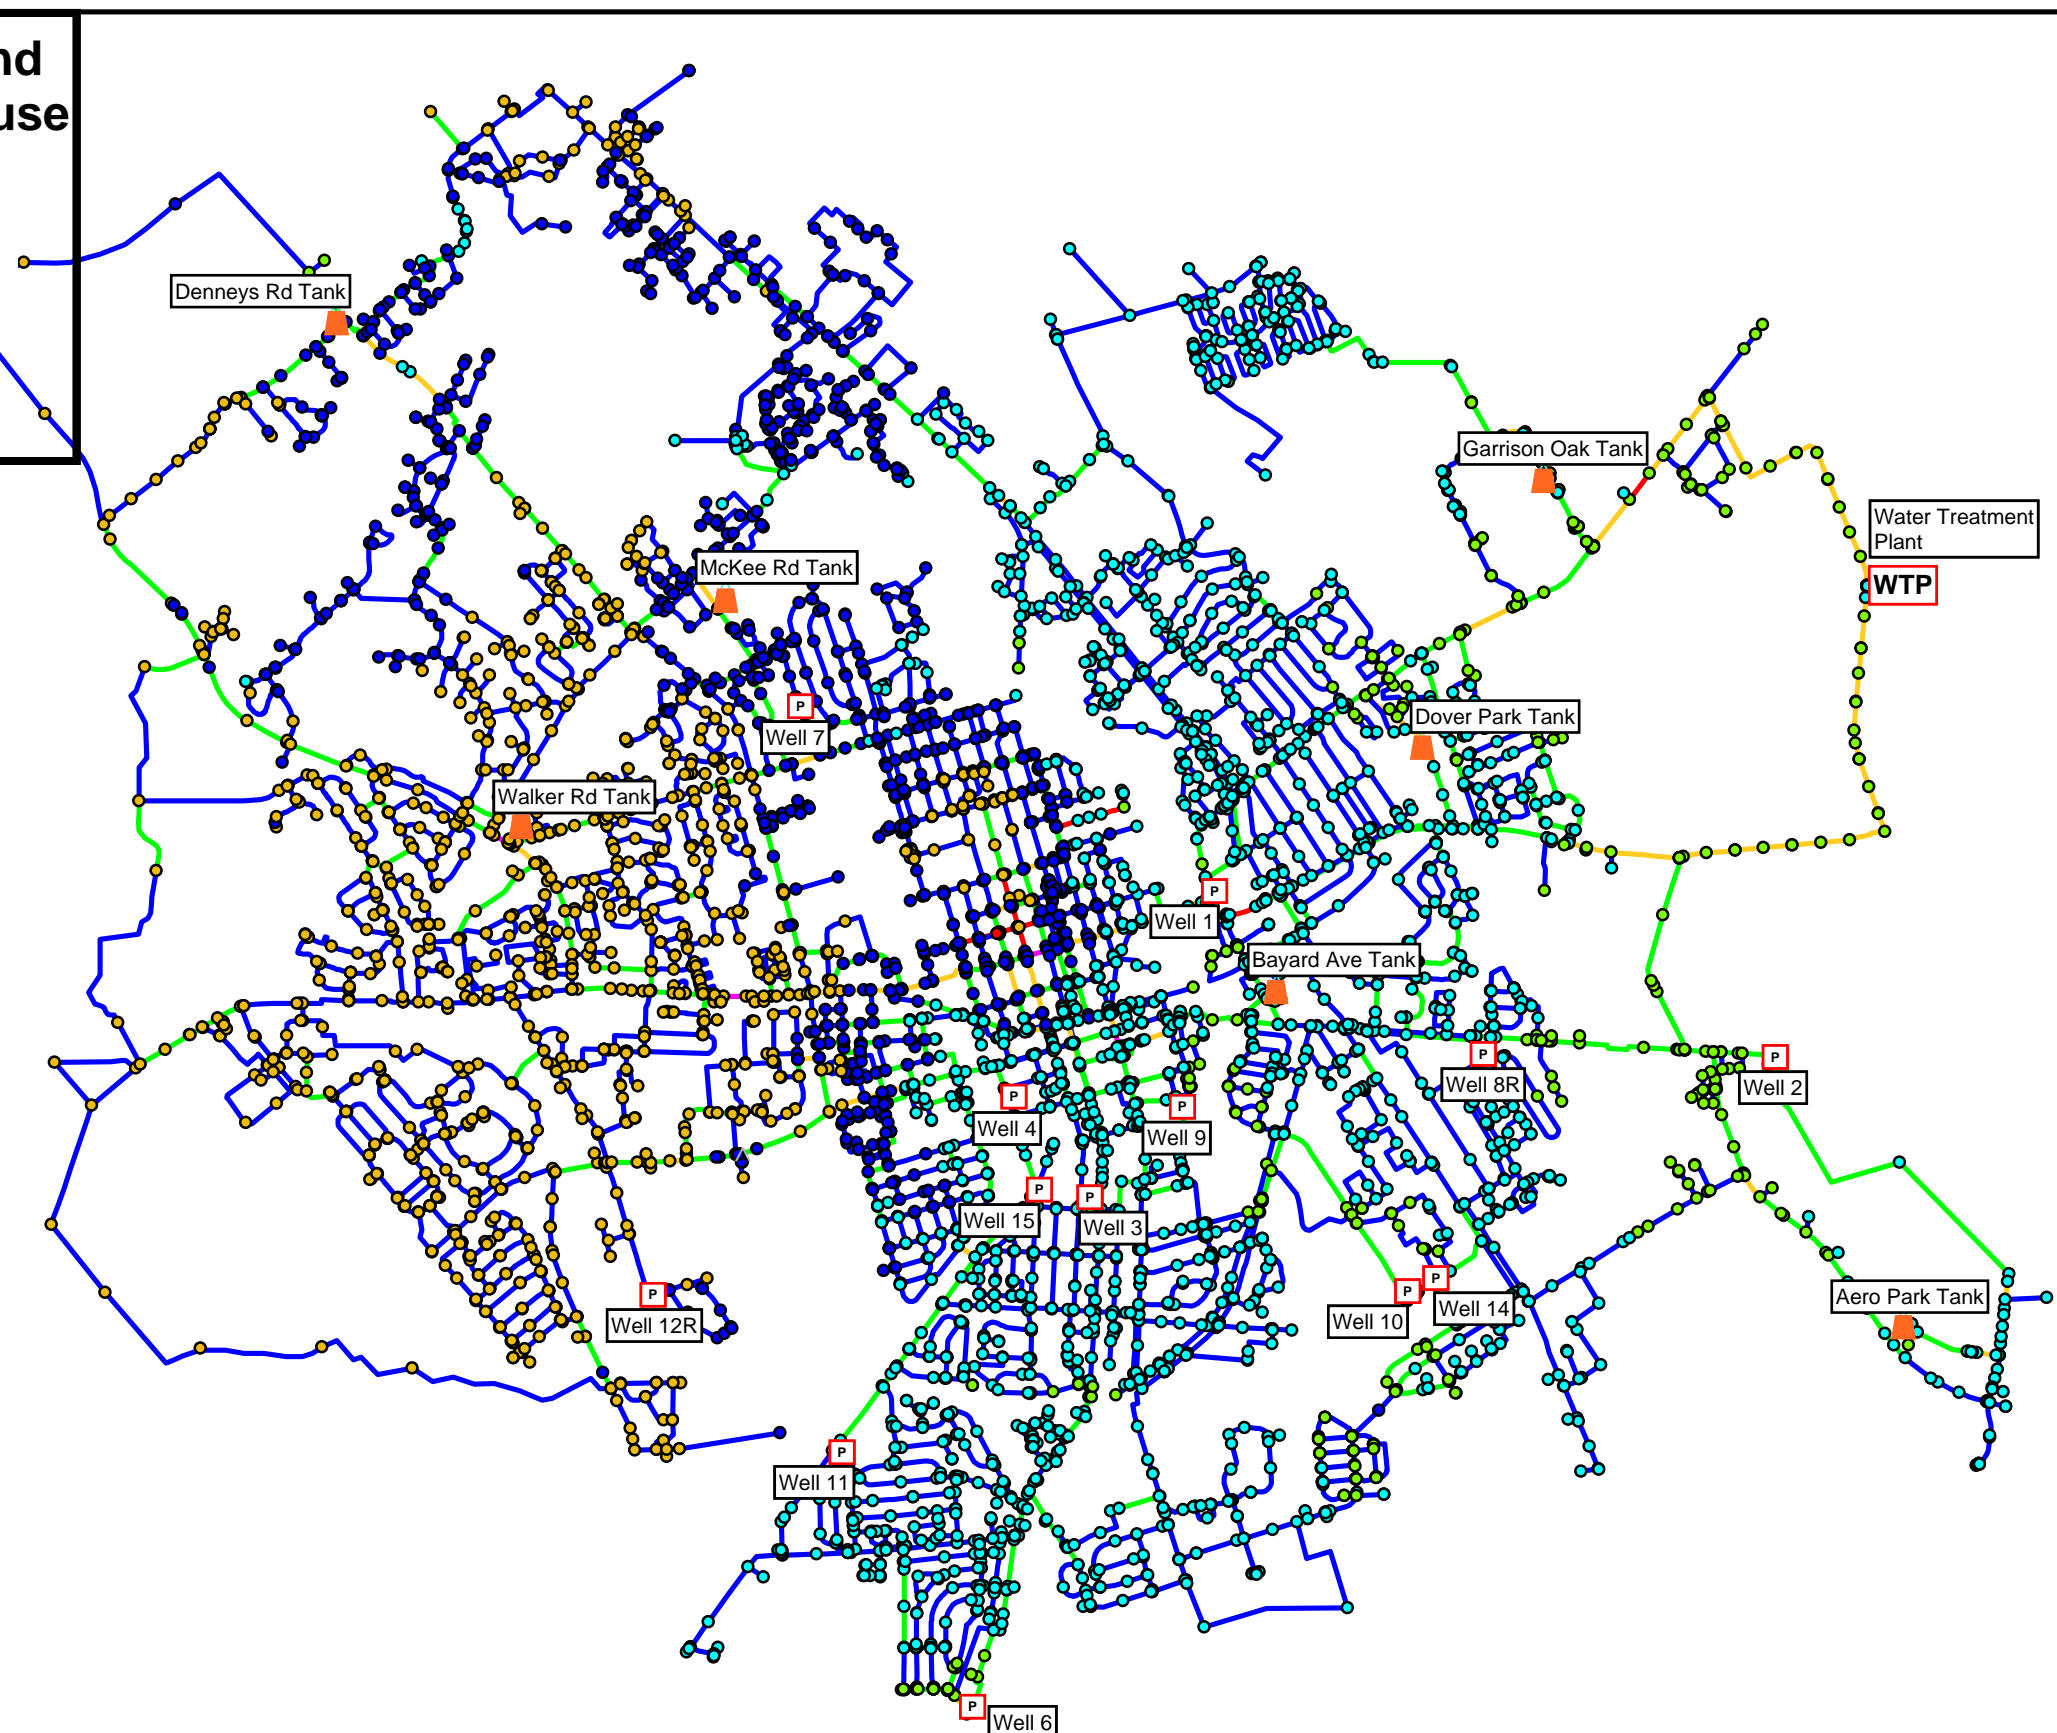 nd
use
Denneys Rd Tank
Garrison Oak Tank
Water Treatment
Plant
WTP
McKee Rd Tank
P
Well 7
Dover Park Tank
Walker Rd Tank
P
Well 1
Bayard Ave Tank
P
Well 8R
P
Well 2
P
Well 4
P
Well 9
P
Well 15
P
Well 3
P
Well 10
P
Well 14
P
Well 12R
Aero Park Tank
P
Well 11
P
Well 6